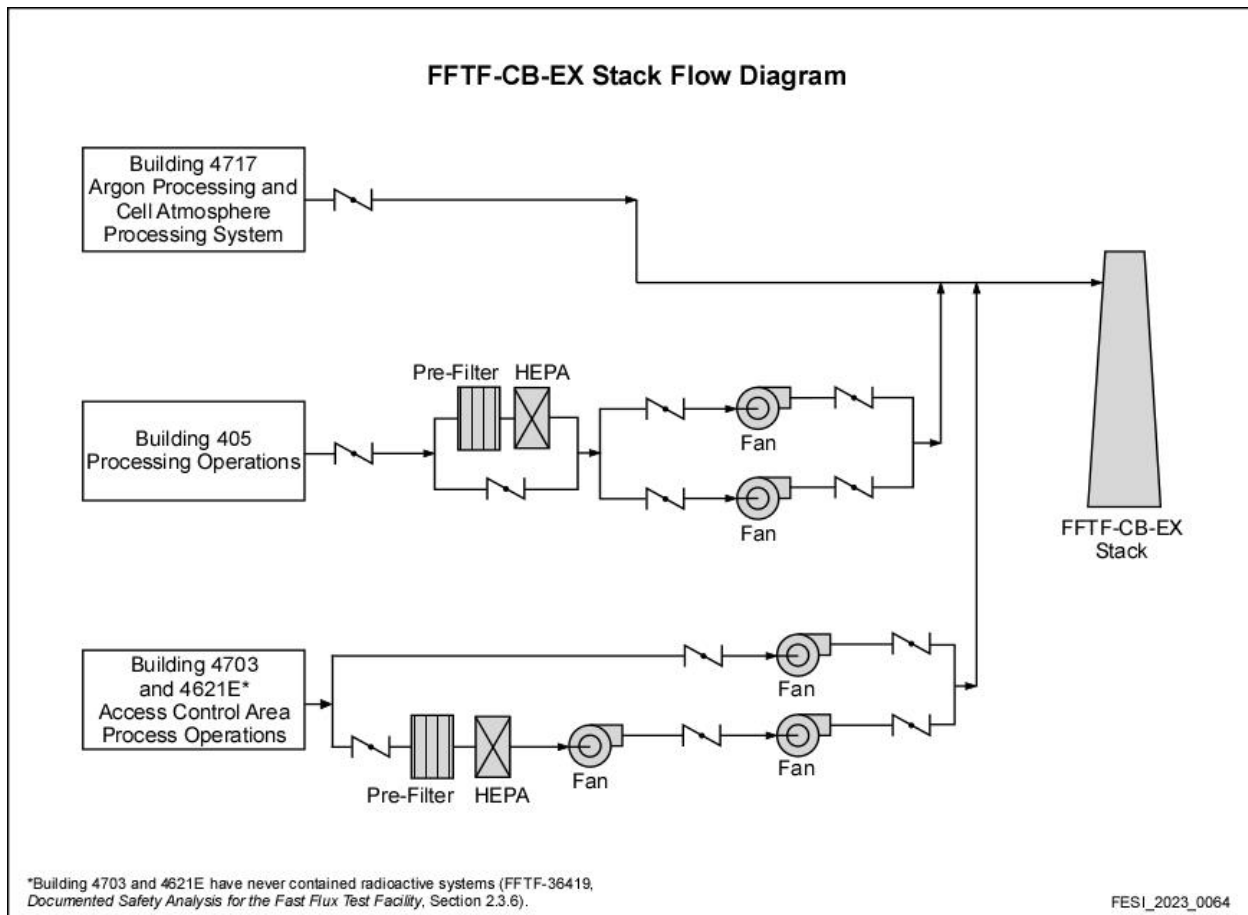 FFTF-CB-EX Stack Flow Diagram
Building 4717
Argon Processing and
Cell Atmosphere
Processing System
Pre-Filter HEPA
Fan
Building 405
Processing Operations
Fan
FFTF-CB-EX
Stack
Building 4703
and 4621E*
Access Control Area
Process Operations
Fan
Pre-Filter HEPA
Fan
Fan
*Building 4703 and 4621E have never contained radioactive systems (FFTF-36419,
Documented Safety Analysis for the Fast Flux Test Facility, Section 2.3.6).
FESI_2023_0064